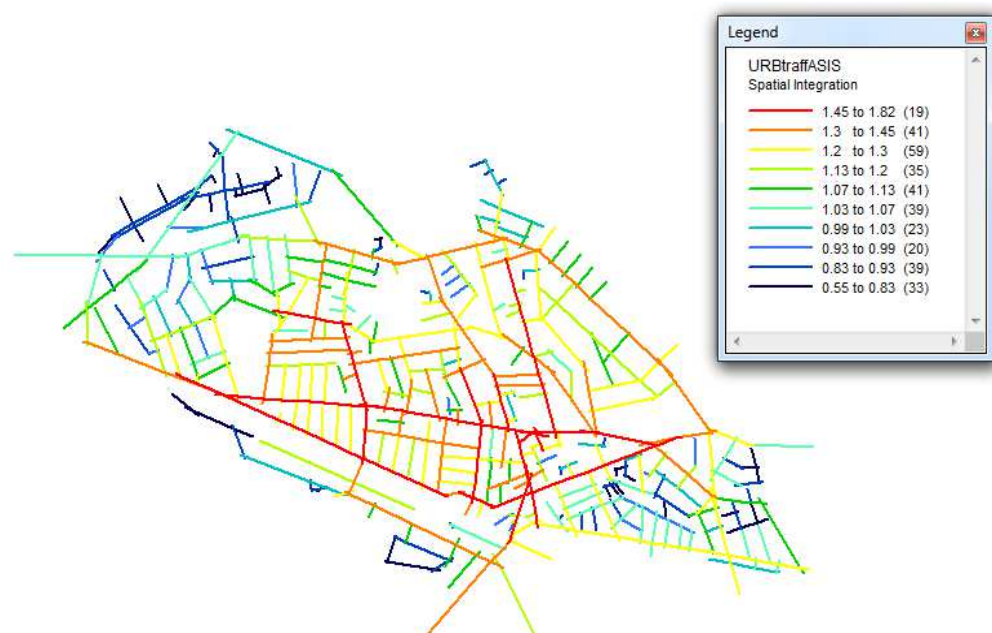 Legend
URBtraffASIS
Spatial Integration
1.45 to 1.82 (19)
1.3 to 1.45 (41)
1.2 to 1.3 (59)
1.13 to 1.2 (35)
1.07 to 1.13 (41)
1.03 to 1.07 (39)
0.99 to 1.03 (23)
0.93 to 0.99 (20)
0.83 to 0.93 (39)
0.55 to 0.83 (33)